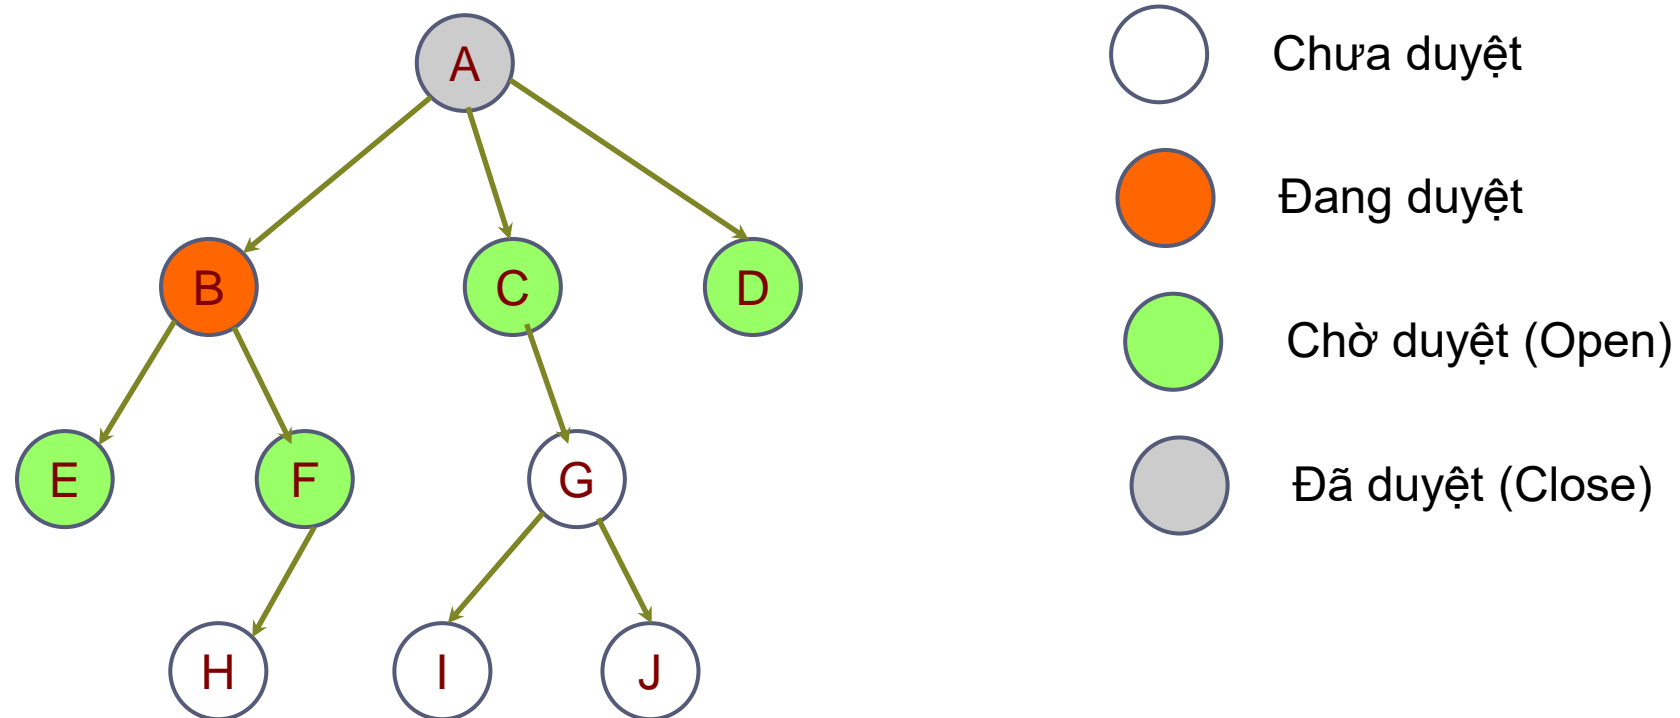 A
B
C
D
E
F
G
H
I
J
Chưa duyệt
Đang duyệt
Chờ duyệt (Open)
Đã duyệt (Close)